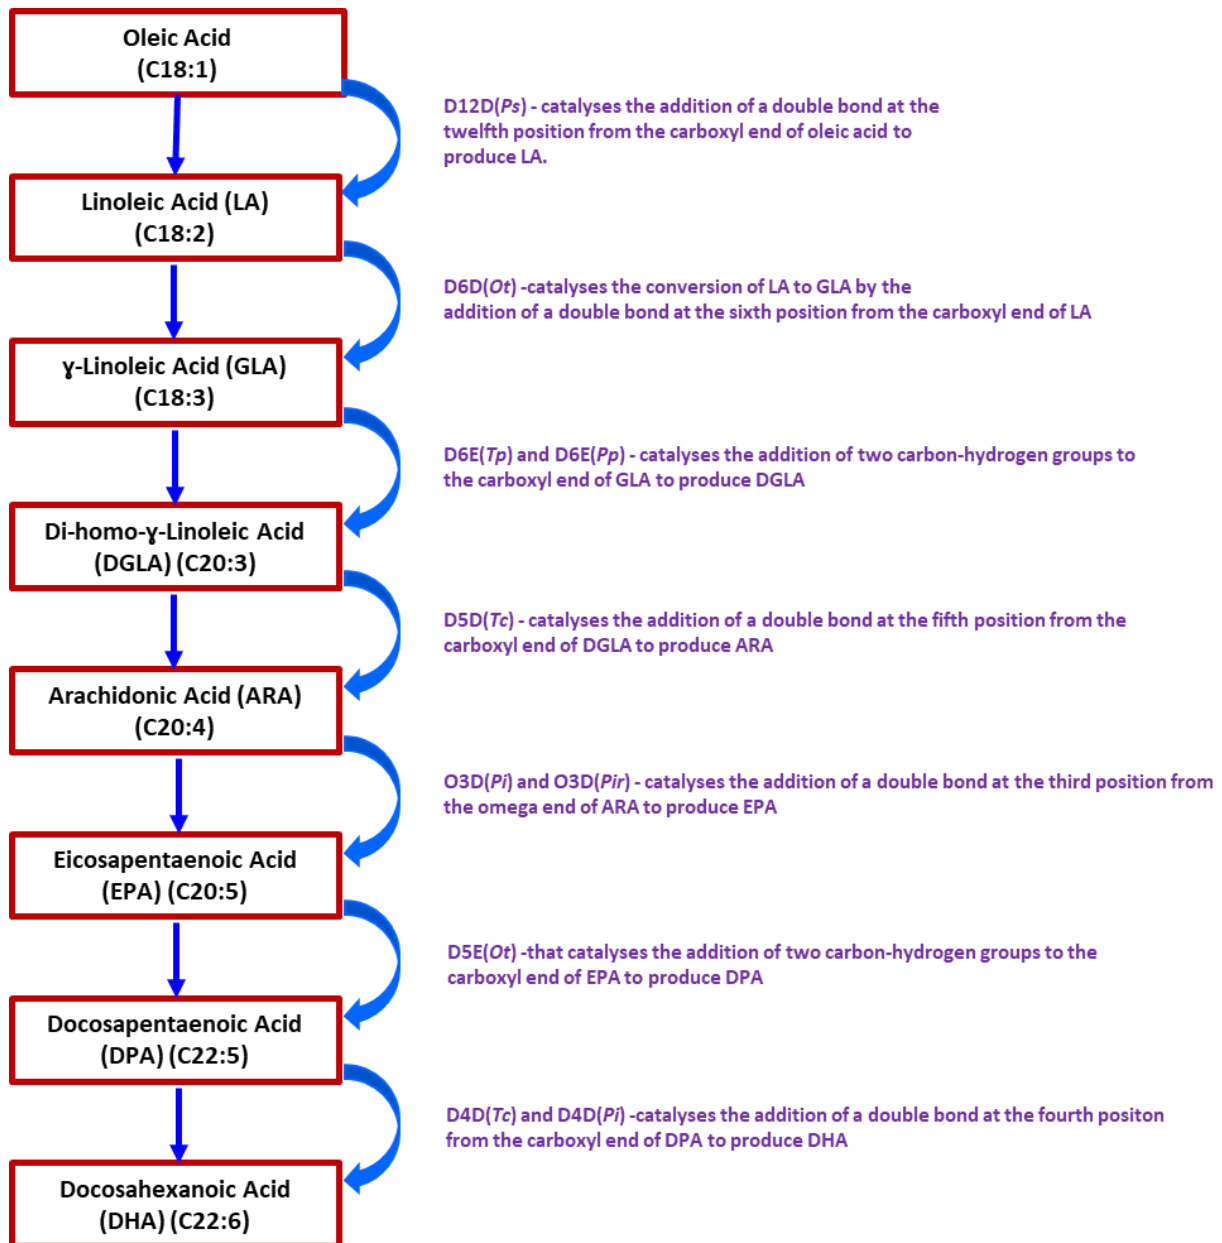 Oleic Acid
(C18:1)
D12D(Ps) - catalyses the addition of a double bond at the
twelfth position from the carboxyl end of oleic acid to
produce LA.
Linoleic Acid (LA)
(C18:2)
D6D(Ot) -catalyses the conversion of LA to GLA by the
addition of a double bond at the sixth position from the carboxyl end of LA
ɣ-Linoleic Acid (GLA)
(C18:3)
D6E(Tp) and D6E(Pp) - catalyses the addition of two carbon-hydrogen groups to
the carboxyl end of GLA to produce DGLA
Di-homo-ɣ-Linoleic Acid
(DGLA) (C20:3)
D5D(Tc) - catalyses the addition of a double bond at the fifth position from the
carboxyl end of DGLA to produce ARA
Arachidonic Acid (ARA)
(C20:4)
O3D(Pi) and O3D(Pir) - catalyses the addition of a double bond at the third position from
the omega end of ARA to produce EPA
Eicosapentaenoic Acid
(EPA) (C20:5)
D5E(Ot) -that catalyses the addition of two carbon-hydrogen groups to the
carboxyl end of EPA to produce DPA
Docosapentaenoic Acid
(DPA) (C22:5)
D4D(Tc) and D4D(Pi) -catalyses the addition of a double bond at the fourth positon
from the carboxyl end of DPA to produce DHA
Docosahexanoic Acid
(DHA) (C22:6)